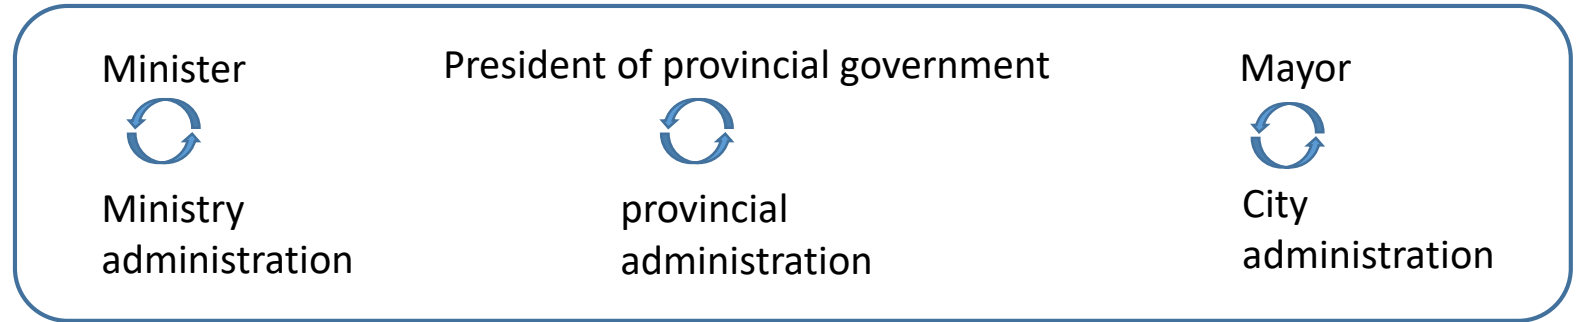 Minister
President of provincial government
Mayor
Ministry
administration
provincial
administration
City
administration